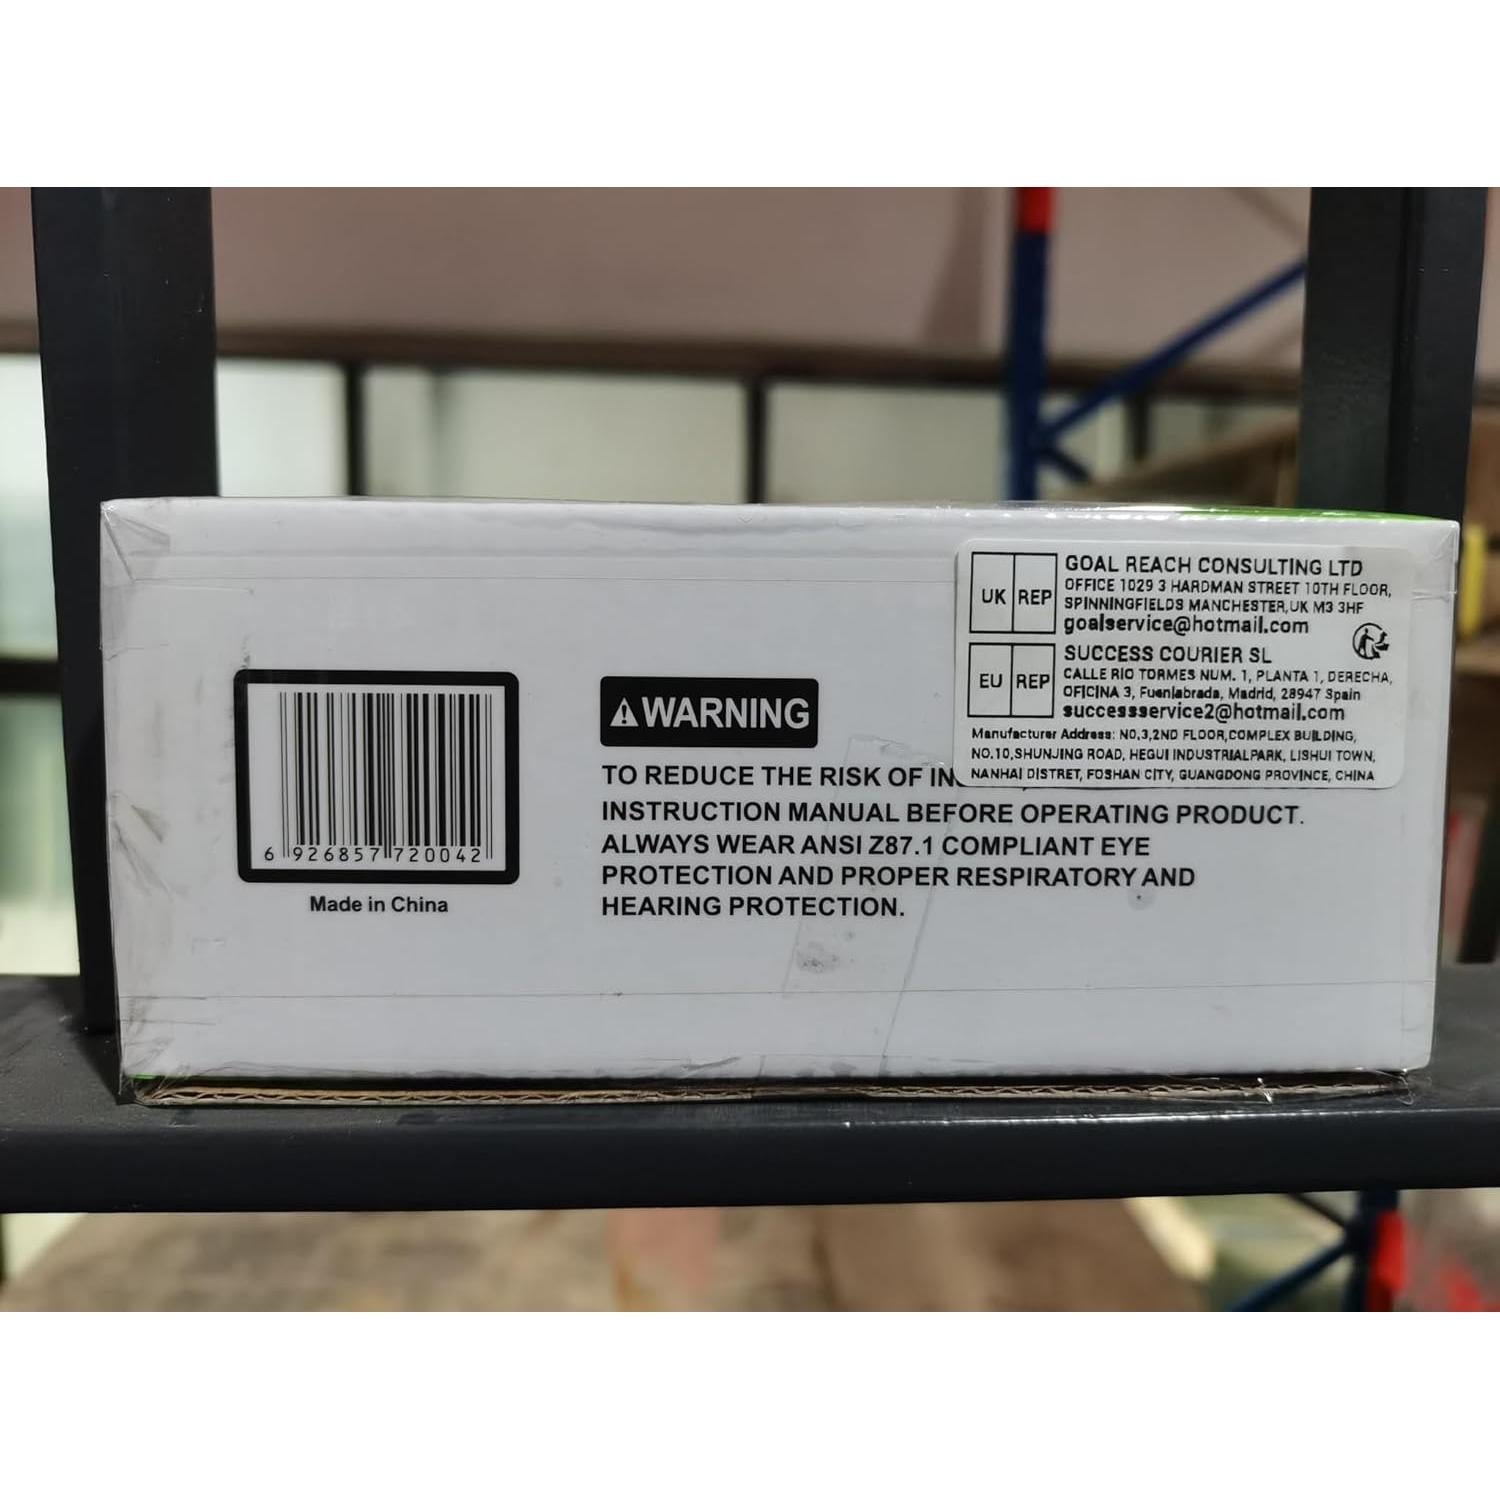 GOAL REACH CONSULTING LTD
OFFICE 1029 3 HARDMAN STREET 10TH FLOOR,
UK REP
SPINNINGFIELDS MANCHESTER,UK M3 3HF
goalservice@hotmail.com
SUCCESS COURIER SL
CALLE RIO TORMES NUM. 1, PLANTA 1, DERECHA,
EU REP
OFICINA 3, Fuenlabrada, Madrid, 28947 Spain
successservice2@hotmail.com
Manufacturer Address: NO,3,2ND FLOOR,COMPLEX BUILDING,
NO.10,SHUNJING ROAD, HEGUI INDUSTRIALPARK, LISHUI TOWN,
NANHAI DISTRET, FOSHAN CITY, GUANGDONG PROVINCE, CHINA
WARNING
TO REDUCE THE RISK OF
INSTRUCTION MANUAL BEFORE OPERATING PRODUCT.
ALWAYS WEAR ANSI Z87.1 COMPLIANT EYE
PROTECTION AND PROPER RESPIRATORY AND
HEARING PROTECTION.
6 926857 720042
Made in China